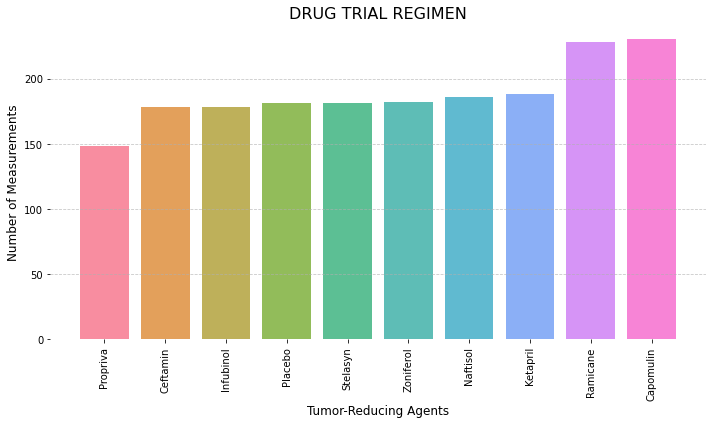 DRUG TRIAL REGIMEN
Number of Measurements
200
150
100
50
0
Propriva
Ceftamin
Infubinol
Placebo
Stelasyn
Zoniferol
Naftisol
Ketapril
Ramicane
Capomulin
Tumor-Reducing Agents